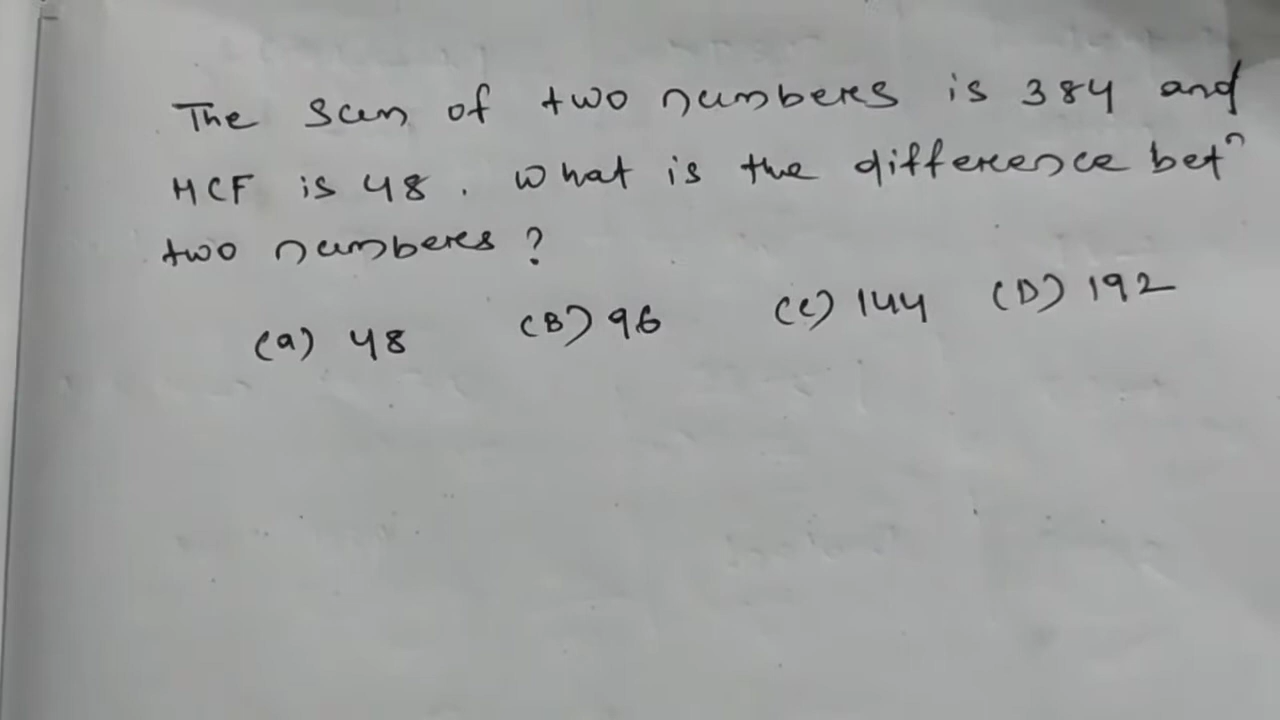 The sum of two numbers is 384 and
HCF is 48. What is the difference betn
two numbers?
(a) 48 (B) 96 (C) 144 (D) 192